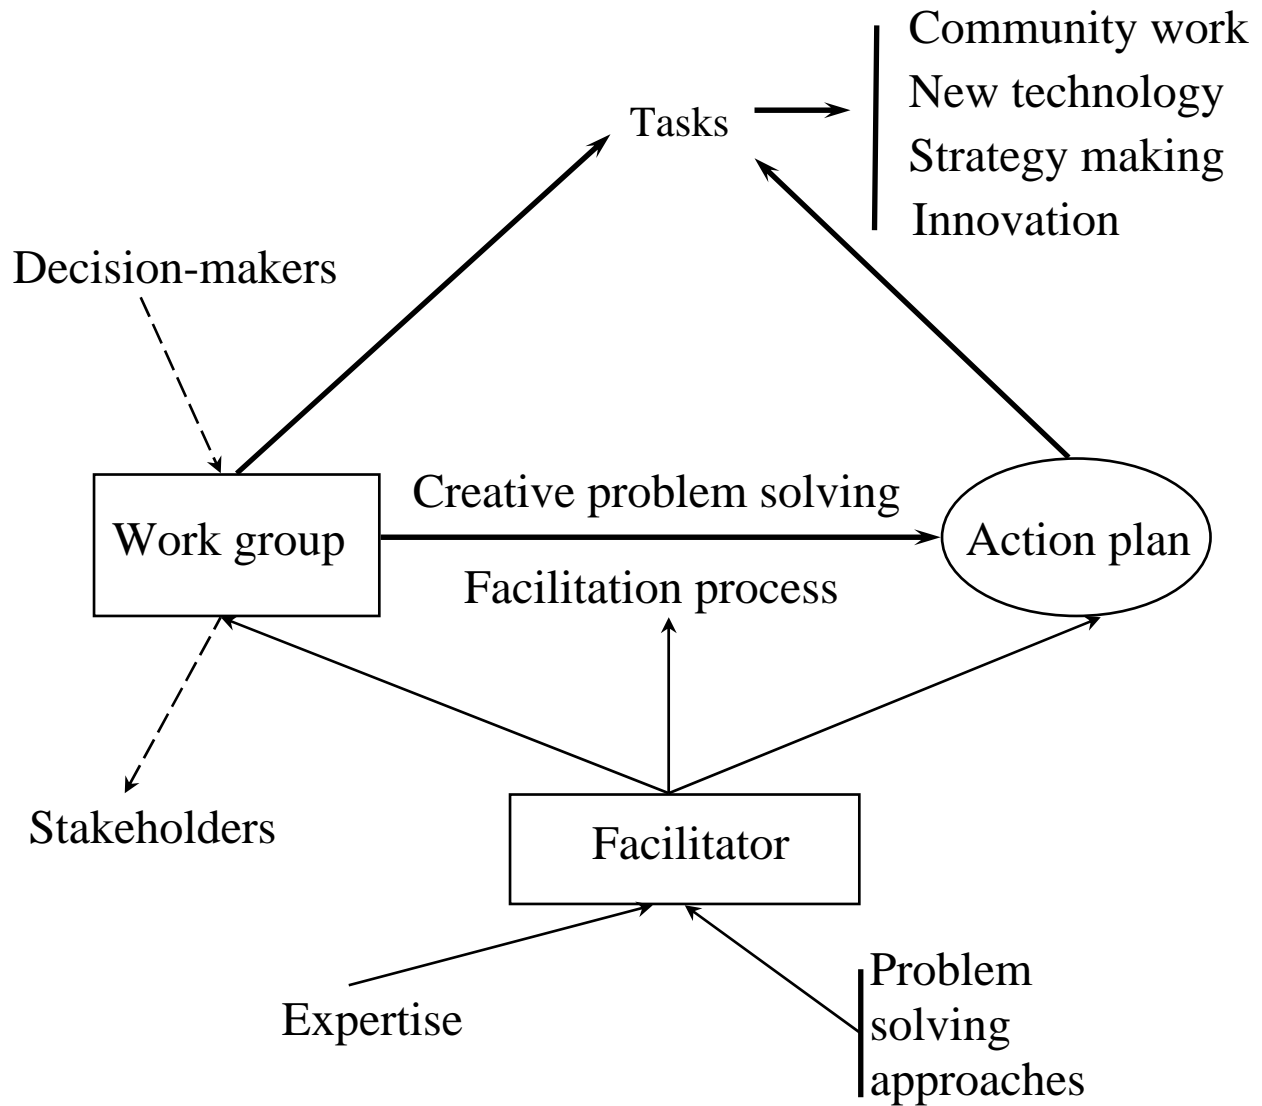 Community work
New technology
Tasks
Strategy making
Innovation
Decision-makers
Creative problem solving
Work group
Action plan
Facilitation process
Stakeholders
Facilitator
Expertise
Problem
solving
approaches